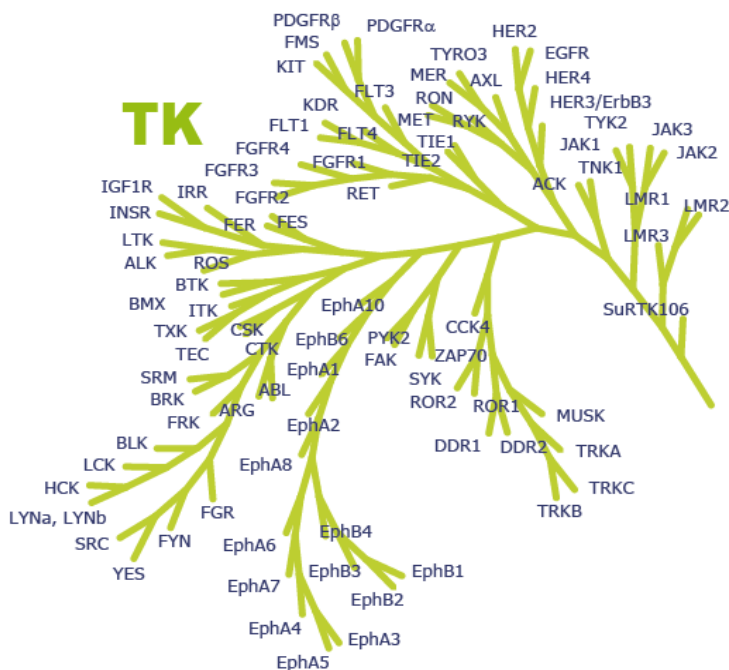 PDGFRβ
PDGFRα
HER2
FMS
TYRO3
EGFR
KIT
MER
AXL
HER4
FLT3
RON
HER3/ErbB3
KDR
MET
RYK
TYK2
JAK3
TK
FLT1
FLT4
TIE1
JAK1
JAK2
FGFR4
FGFR1
TIE2
TNK1
FGFR3
ACK
IGF1R
IRR
FGFR2
RET
LMR1
LMR2
INSR
FER
FES
LMR3
LTK
ALK
ROS
BTK
SuRTK106
BMX
ITK
EphA10
TXK
CSK
EphB6
PYK2
CCK4
TEC
CTK
EphA1
FAK
ZAP70
SRM
SYK
BRK
ABL
ROR2
ROR1
FRK
ARG
EphA2
MUSK
BLK
DDR1
DDR2
TRKA
LCK
EphA8
HCK
TRKC
LYNa, LYNb
FGR
TRKB
SRC
FYN
EphA6
EphB4
YES
EphA7
EphB3
EphB1
EphB2
EphA4
EphA3
EphA5